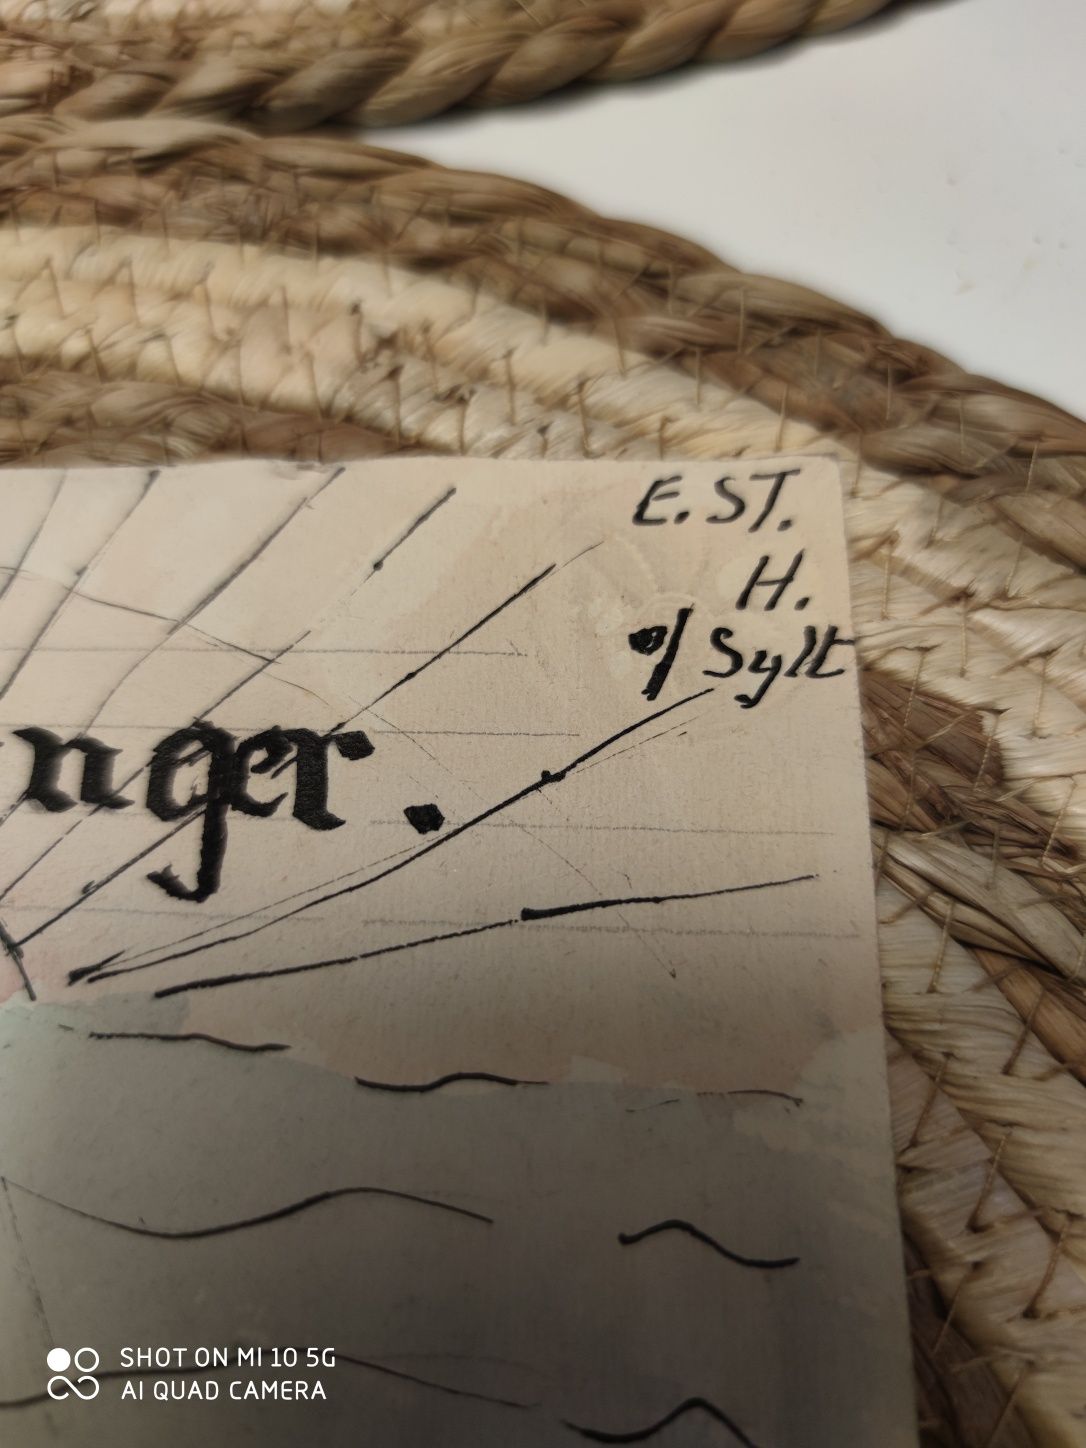 E. ST.
H.
o/ Sylt
nger.
SHOT ON MI 10 5G
AI QUAD CAMERA